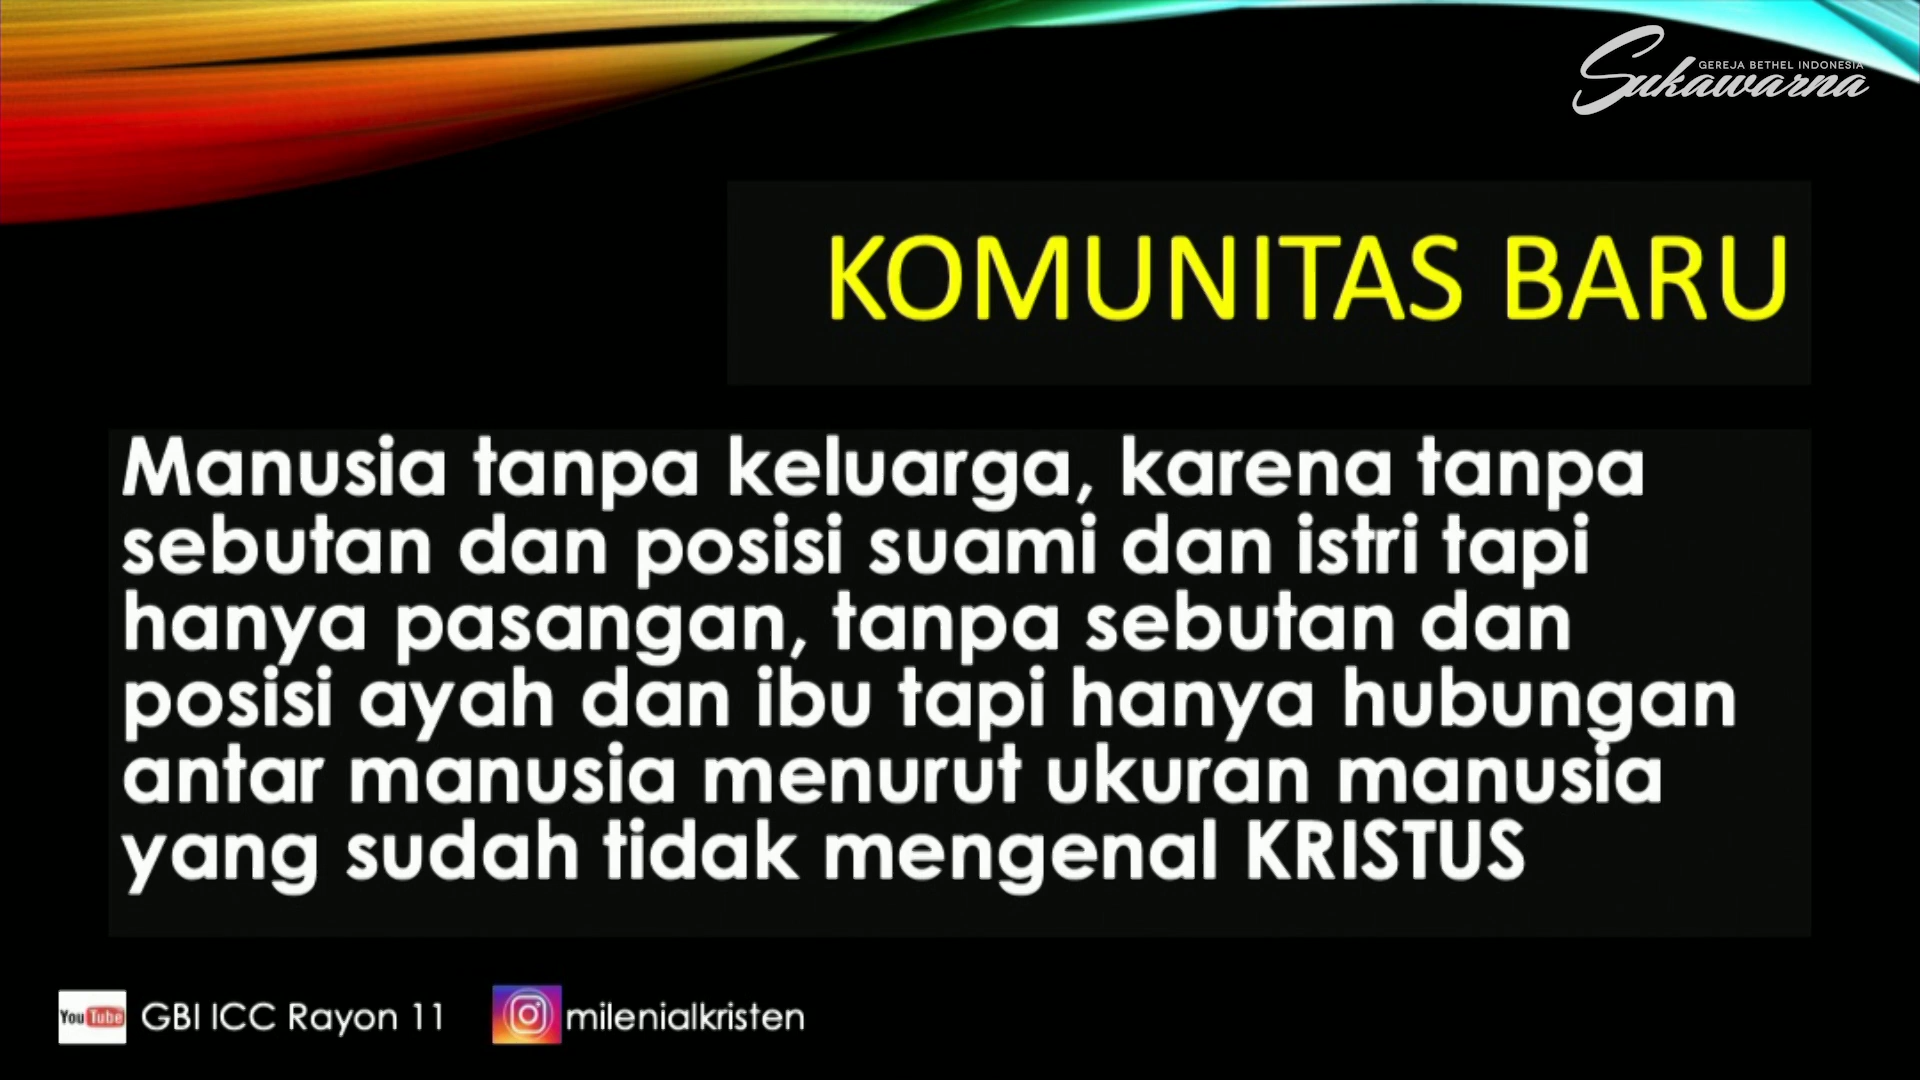 GEREJA BETHEL INDONESIA
Sukawarna
KOMUNITAS BARU
Manusia tanpa keluarga, karena tanpa
sebutan dan posisi suami dan istri tapi
hanya pasangan, tanpa sebutan dan
posisi ayah dan ibu tapi hanya hubungan
antar manusia menurut ukuran manusia
yang sudah tidak mengenal KRISTUS
YouTube GBI ICC Rayon 11 milenialkristen